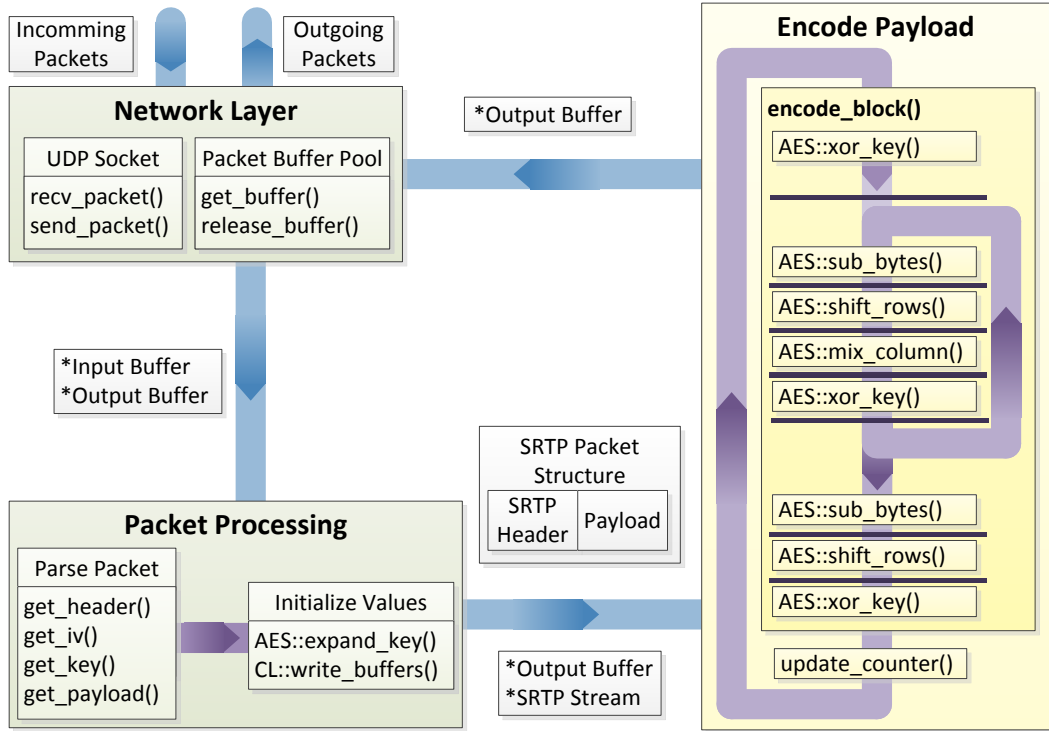 Incomming
Packets
Outgoing
Packets
Network Layer
UDP Socket
recv_packet()
send_packet()
Packet Buffer Pool
get_buffer()
release_buffer()
*Output Buffer
*Input Buffer
*Output Buffer
Packet Processing
Parse Packet
get_header()
get_iv()
get_key()
get_payload()
Initialize Values
AES::expand_key()
CL::write_buffers()
SRTP Packet
Structure
SRTP
Header
Payload
*Output Buffer
*SRTP Stream
Encode Payload
encode_block()
AES::xor_key()
AES::sub_bytes()
AES::shift_rows()
AES::mix_column()
AES::xor_key()
AES::sub_bytes()
AES::shift_rows()
AES::xor_key()
update_counter()